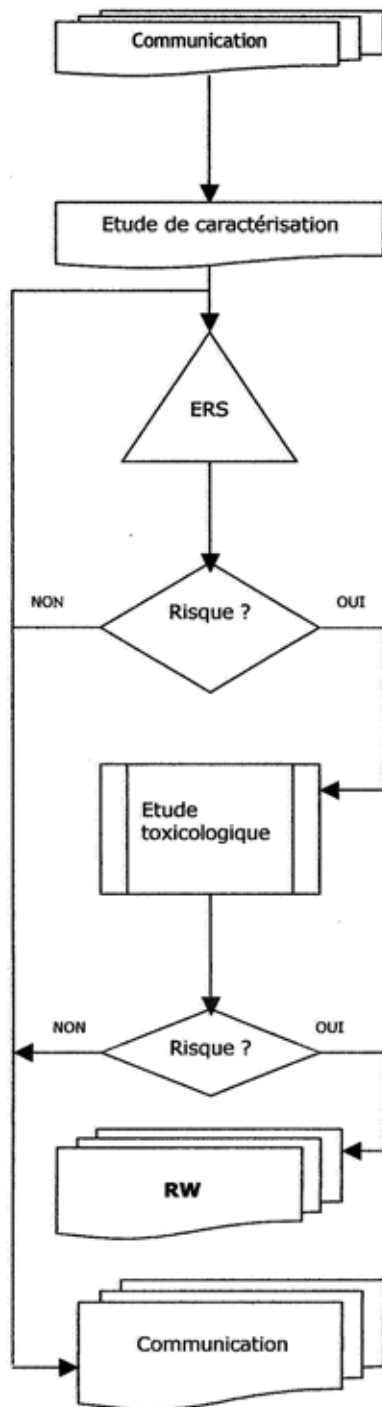 Communication
Etude de caractérisation
ERS
NON
Risque ?
OUI
Etude
toxicologique
NON
Risque ?
OUI
RW
Communication